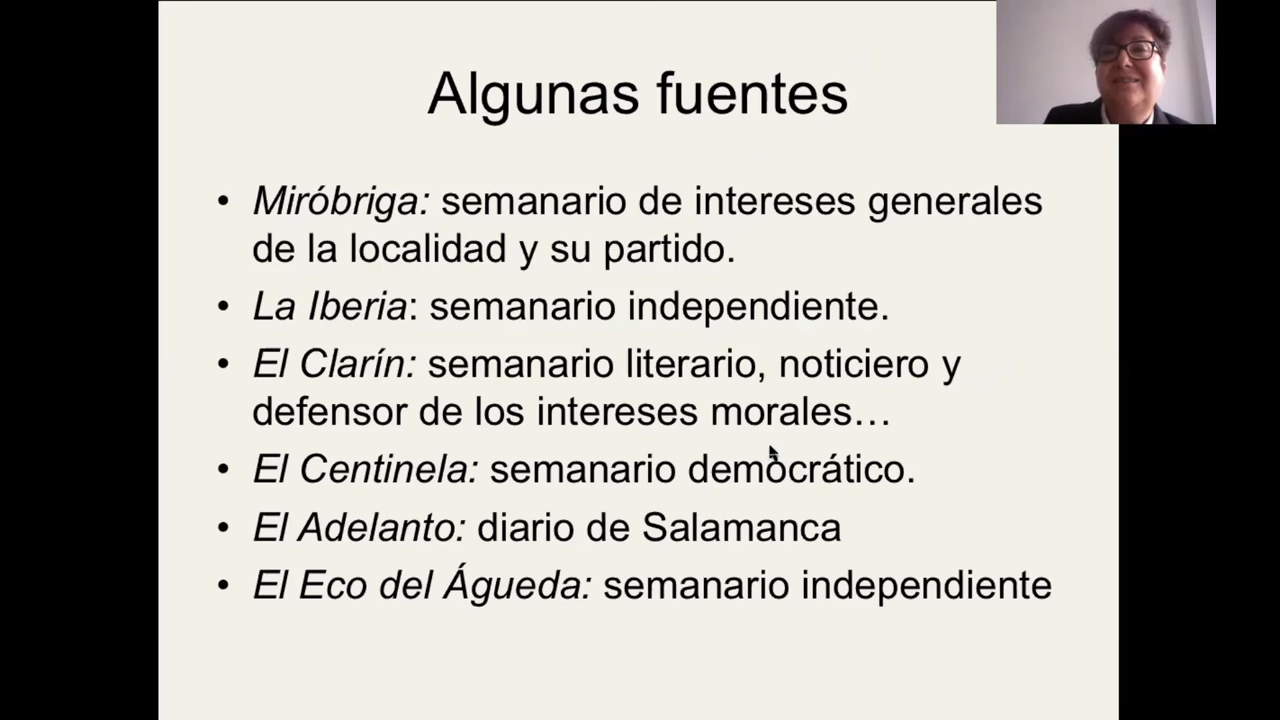 Algunas fuentes
• Miróbriga: semanario de intereses generales
de la localidad y su partido.
• La Iberia: semanario independiente.
• El Clarín: semanario literario, noticiero y
defensor de los intereses morales…
• El Centinela: semanario democrático.
• El Adelanto: diario de Salamanca
• El Eco del Águeda: semanario independiente